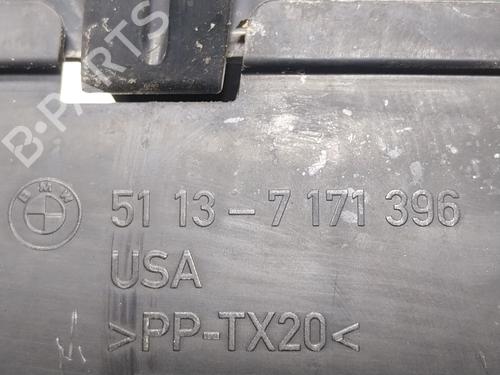 B-PARTS
BMW
51 13 - 7 171 396
USA
>PP-TX20<